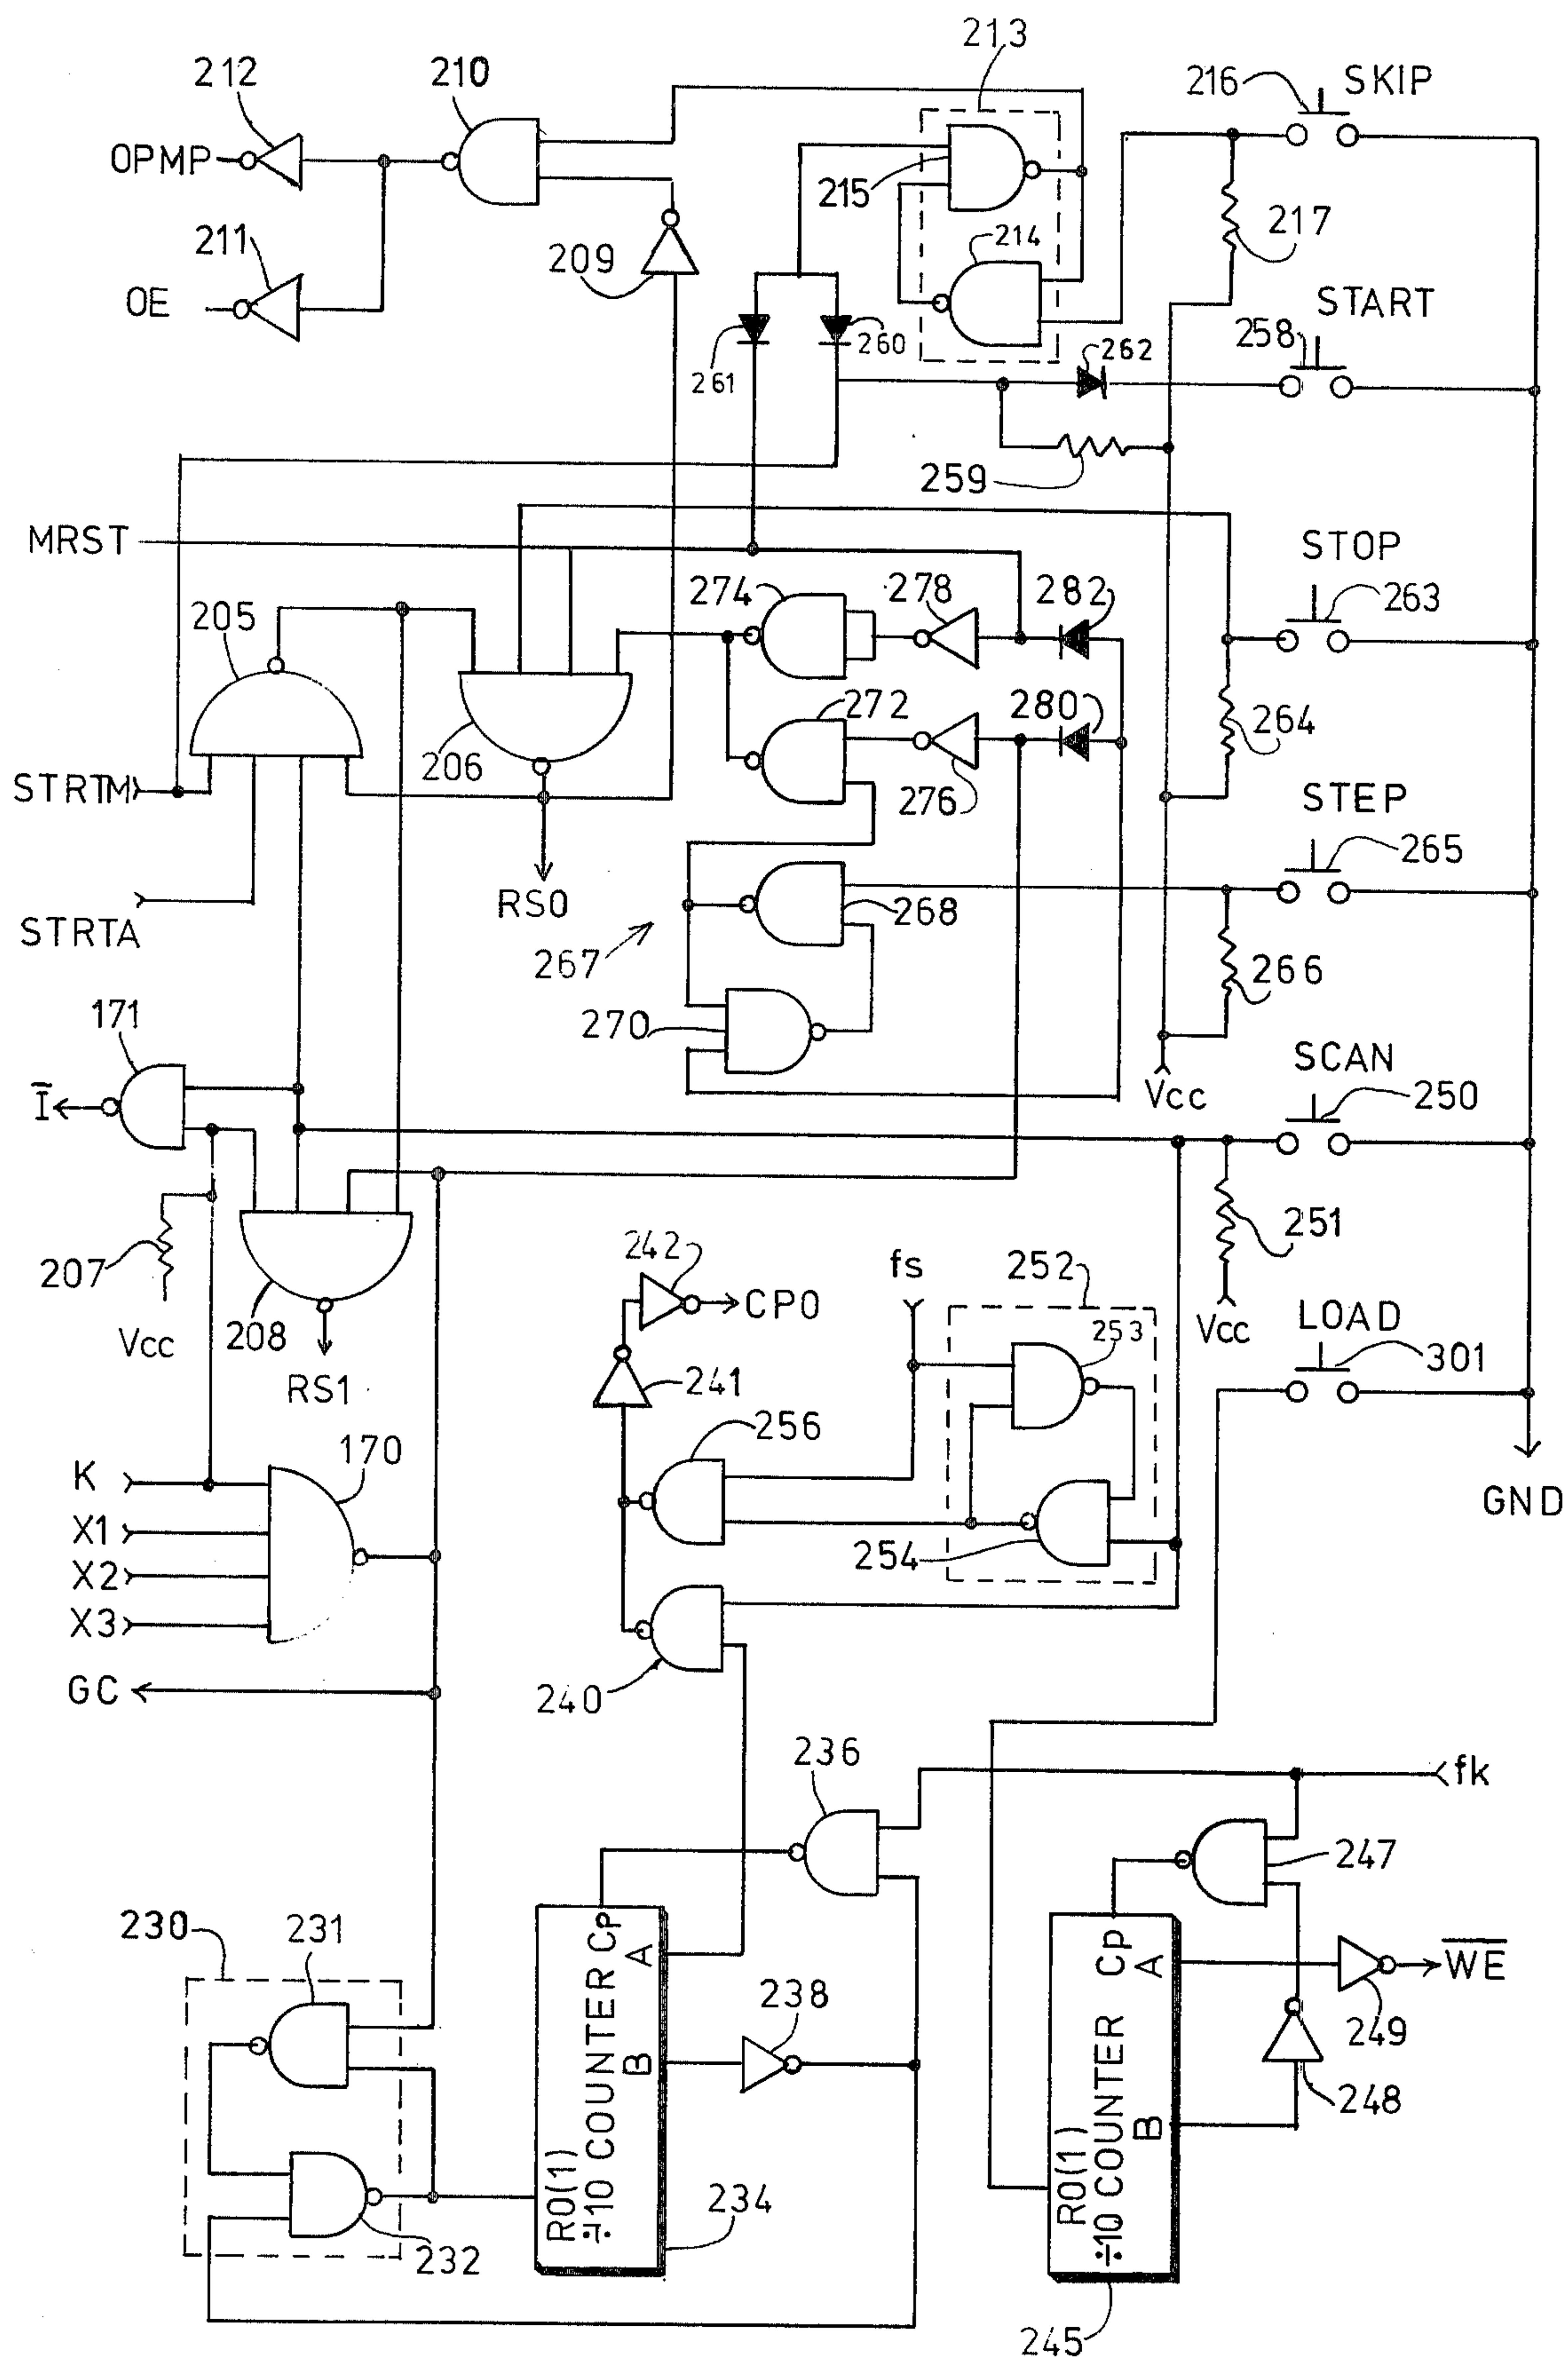 213
212
210
216
SKIP
OPMP
215
217
211
214
209
OE
START
258
262
260
261
259
MRST
STOP
274
278
282
263
205
272
280
264
206
STRTM
276
STEP
265
RS0
268
STRTA
267
266
171
270
SCAN
Ī
Vcc
250
242
fs
252
251
207
253
CP0
208
Vcc
Vcc
LOAD
241
301
RS1
256
K
170
GND
X1
254
X2
X3
GC
240
236
fk
247
230
231
Cp
A
÷10 COUNTER
B
R0(1)
238
Cp
A
÷10 COUNTER
B
R0(1)
W̅E̅
249
248
234
232
245